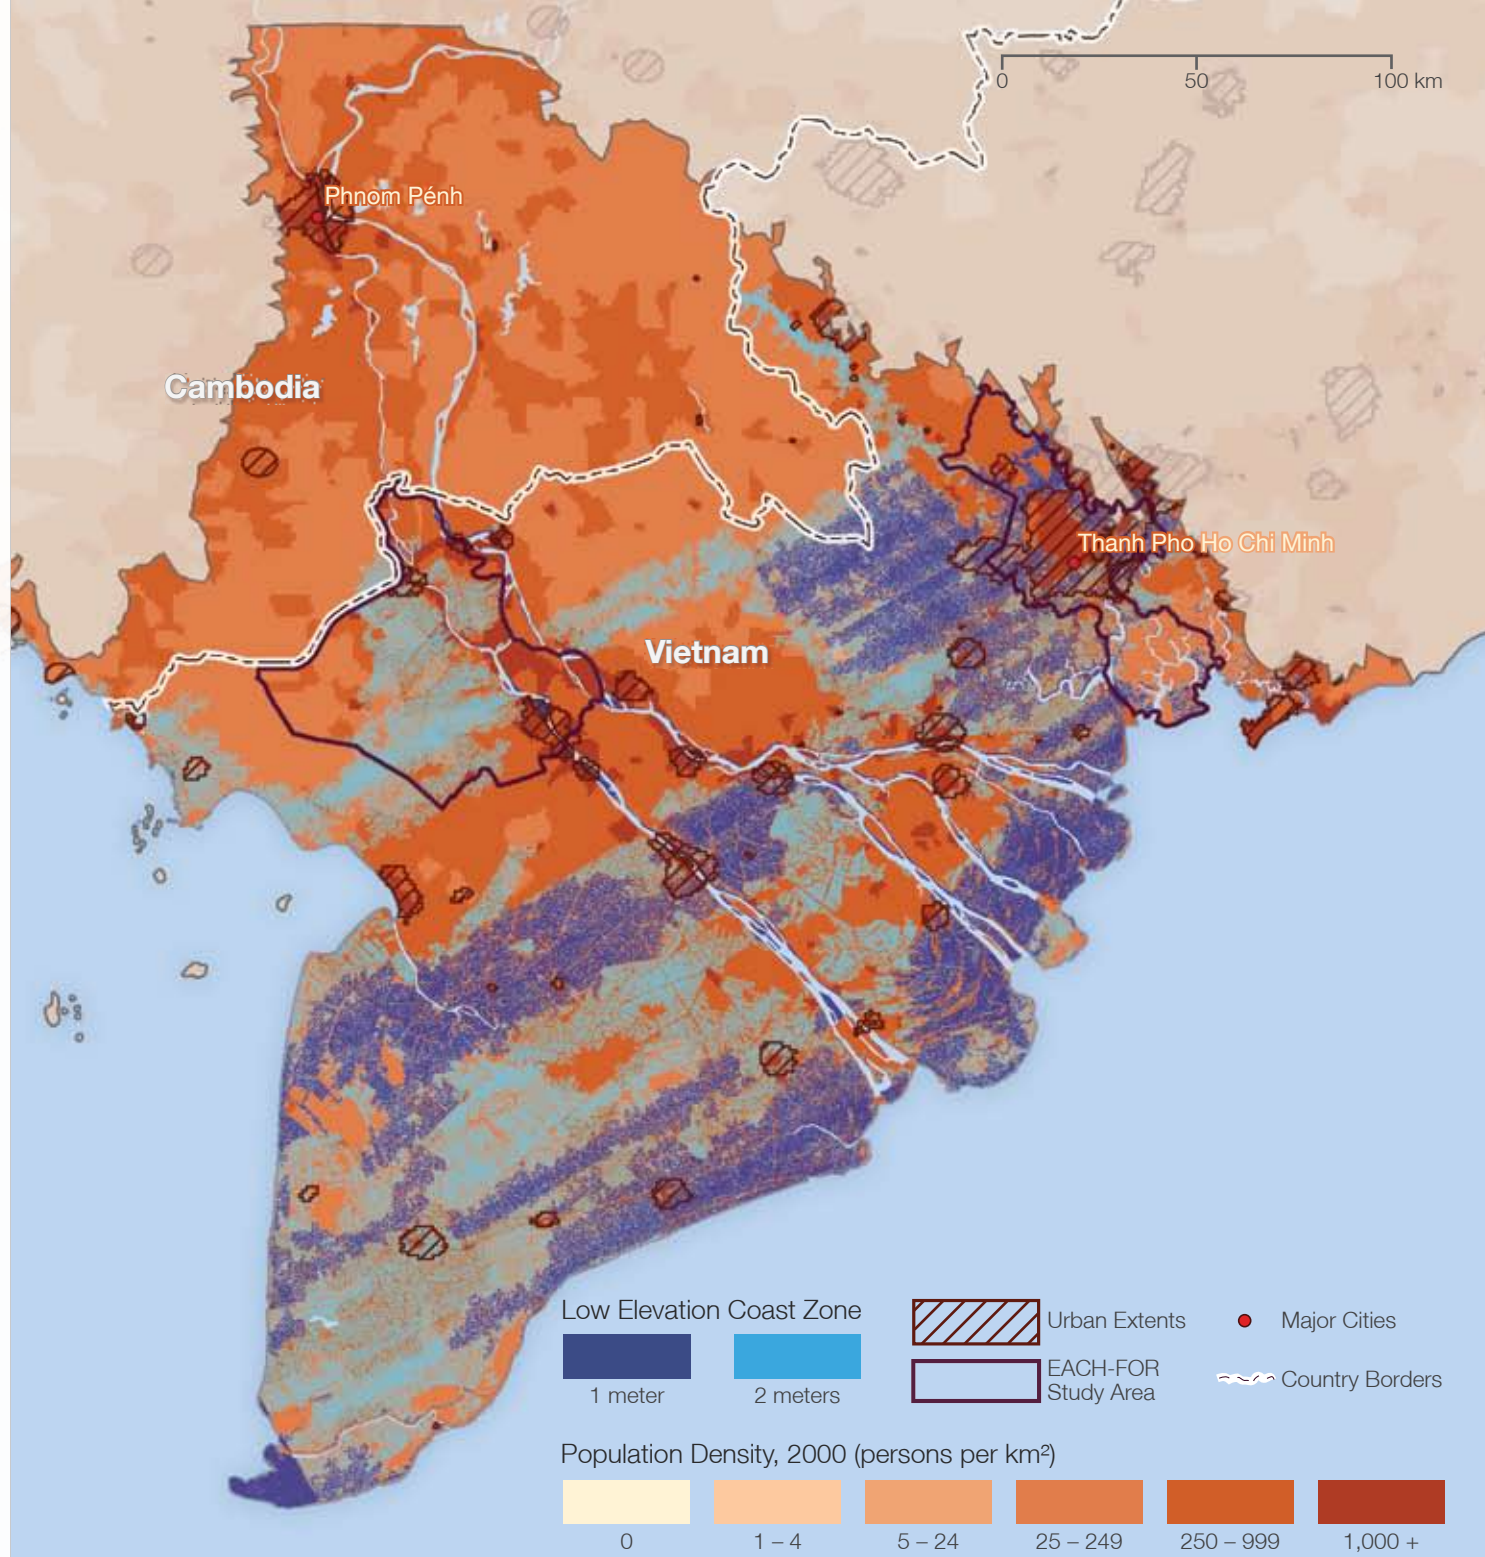 0 50 100 km
Phnom Pénh
Cambodia
Thanh Pho Ho Chi Minh
Vietnam
Low Elevation Coast Zone
1 meter 2 meters
Urban Extents
Major Cities
EACH-FOR
Study Area
Country Borders
Population Density, 2000 (persons per km²)
0 1 – 4 5 – 24 25 – 249 250 – 999 1,000 +